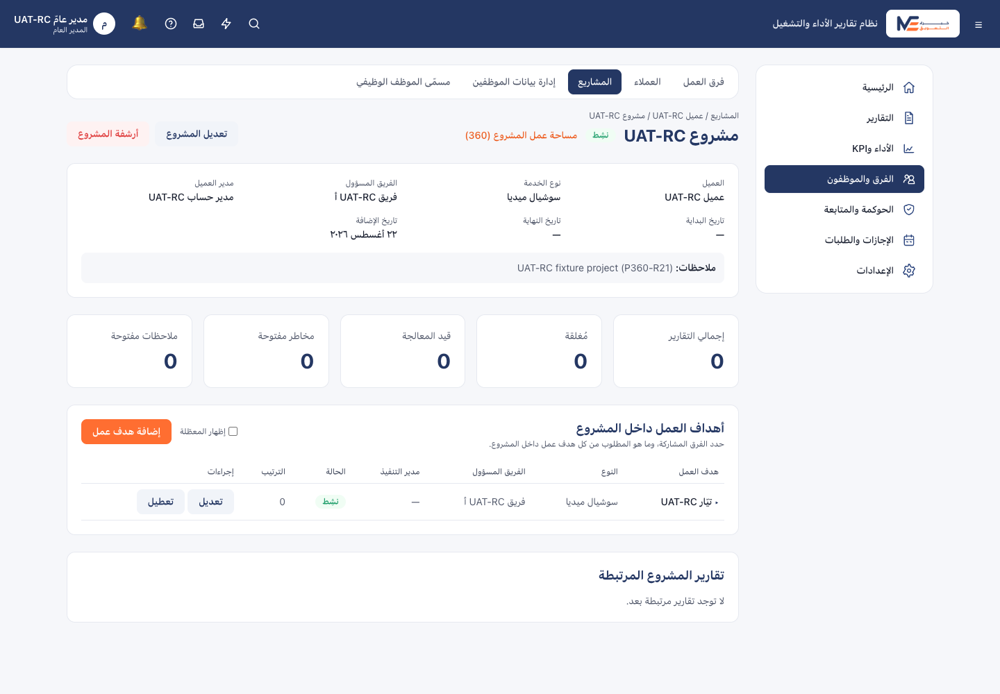 خبراء التسويق
نظام تقارير الأداء والتشغيل
مدير عامّ UAT-RC
المدير العام
م
الرئيسية
التقارير
الأداء وKPI
الفرق والموظفون
الحوكمة والمتابعة
الإجازات والطلبات
الإعدادات
فرق العمل العملاء المشاريع إدارة بيانات الموظفين مسمّى الموظف الوظيفي
المشاريع / عميل UAT-RC / مشروع UAT-RC
مشروع UAT-RC نشِط مساحة عمل المشروع (360)
تعديل المشروع أرشفة المشروع
العميل نوع الخدمة الفريق المسؤول مدير العميل
عميل UAT-RC سوشيال ميديا فريق UAT-RC أ مدير حساب UAT-RC
تاريخ البداية تاريخ النهاية تاريخ الإضافة
— — ٢٢ أغسطس ٢٠٢٦
ملاحظات: UAT-RC fixture project (P360-R21)
إجمالي التقارير مُغلقة قيد المعالجة مخاطر مفتوحة ملاحظات مفتوحة
0 0 0 0 0
أهداف العمل داخل المشروع
إظهار المعطّلة إضافة هدف عمل
حدد الفرق المشاركة، وما هو المطلوب من كل هدف عمل داخل المشروع.
هدف العمل النوع الفريق المسؤول مدير التنفيذ الحالة الترتيب إجراءات
تيّار UAT-RC سوشيال ميديا فريق UAT-RC أ — نشِط 0 تعديل تعطيل
تقارير المشروع المرتبطة
لا توجد تقارير مرتبطة بعد.